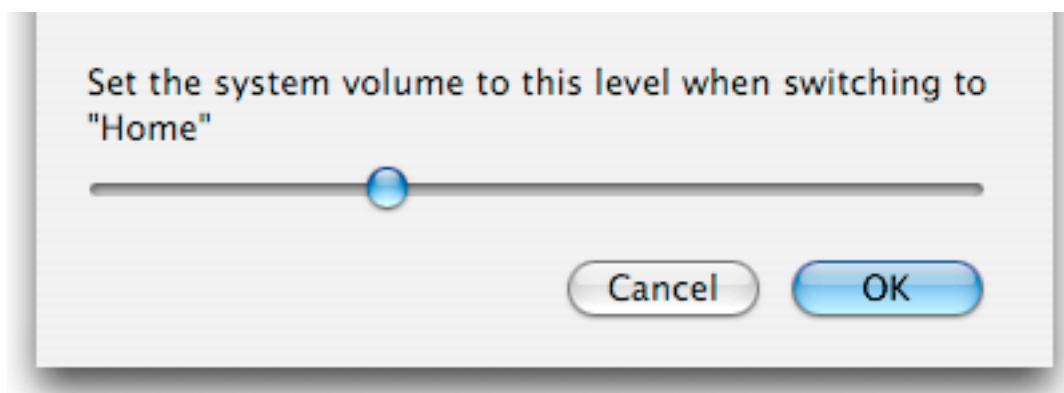 Set the system volume to this level when switching to
"Home"
Cancel OK